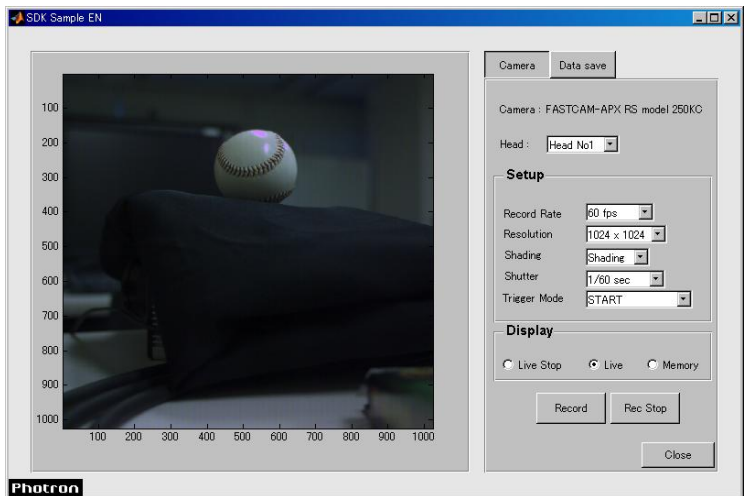 SDK Sample EN
Camera
Data save
Camera : FASTCAM-APX RS model 250KC
Head :
Head No1
Setup
Record Rate
60 fps
Resolution
1024 x 1024
Shading
Shading
Shutter
1/60 sec
Trigger Mode
START
Display
Live Stop
Live
Memory
Record
Rec Stop
Close
100
200
300
400
500
600
700
800
900
1000
100
200
300
400
500
600
700
800
900
1000
Photron